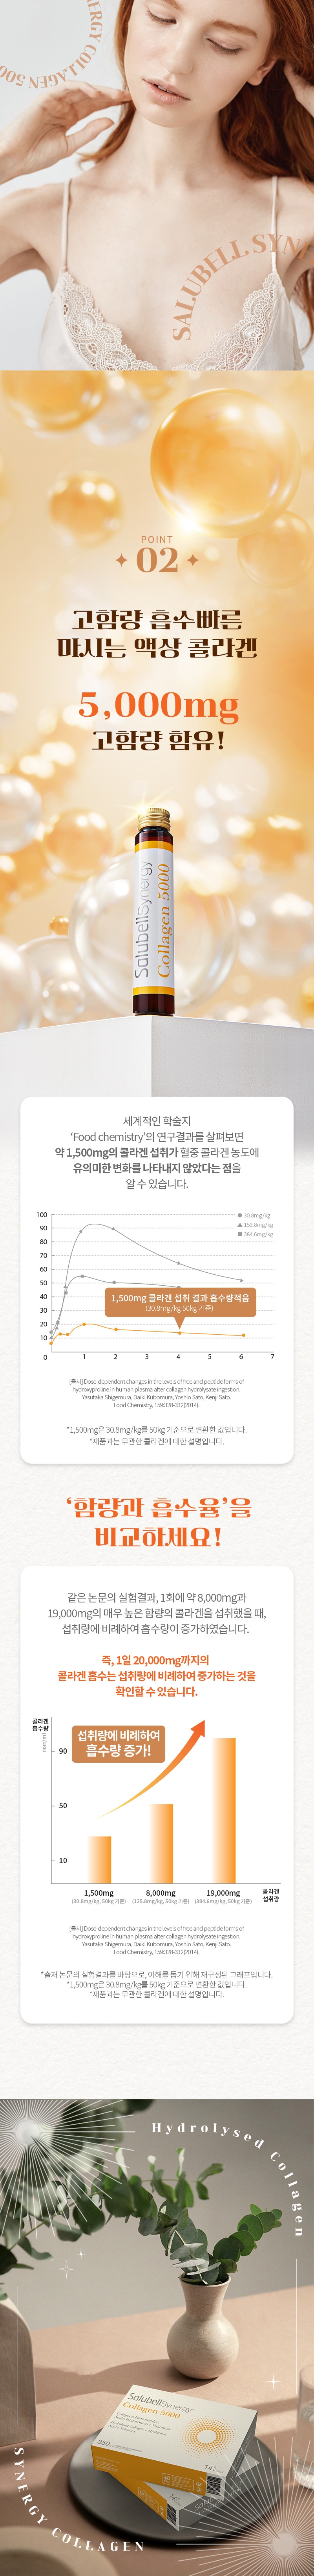 SYNERGY COLLAGEN 500
SALUBELL SYN
POINT
02
고함량 흡수빠른
마시는 액상 콜라겐
5,000mg
고함량 함유!
SalubellSynergy
Collagen 5000
세계적인 학술지
‘Food chemistry’의 연구결과를 살펴보면
약 1,500mg의 콜라겐 섭취가 혈중 콜라겐 농도에
유의미한 변화를 나타내지 않았다는 점을
알 수 있습니다.
100
90
80
70
60
50
40
30
20
10
0
30.8mg/kg
153.8mg/kg
384.6mg/kg
1,500mg 콜라겐 섭취 결과 흡수량적음
(30.8mg/kg 50kg 기준)
1 2 3 4 5 6 7
[출처] Dose-dependent changes in the levels of free and peptide forms of
hydroxyproline in human plasma after collagen hydrolysate ingestion.
Yasutaka Shigemura, Daiki Kubomura, Yoshio Sato, Kenji Sato.
Food Chemistry, 159:328-332(2014).
*1,500mg은 30.8mg/kg를 50kg 기준으로 변환한 값입니다.
*재품과는 무관한 콜라겐에 대한 설명입니다.
‘함량과 흡수율’을
비교하세요!
같은 논문의 실험결과, 1회에 약 8,000mg과
19,000mg의 매우 높은 함량의 콜라겐을 섭취했을 때,
섭취량에 비례하여 흡수량이 증가하였습니다.
즉, 1일 20,000mg까지의
콜라겐 흡수는 섭취량에 비례하여 증가하는 것을
확인할 수 있습니다.
콜라겐
흡수량
섭취량에 비례하여
흡수량 증가!
90
50
10
1,500mg 8,000mg 19,000mg
(30.8mg/kg, 50kg 기준) (135.8mg/kg, 50kg 기준) (384.6mg/kg, 50kg 기준)
콜라겐
섭취량
[출처] Dose-dependent changes in the levels of free and peptide forms of
hydroxyproline in human plasma after collagen hydrolysate ingestion.
Yasutaka Shigemura, Daiki Kubomura, Yoshio Sato, Kenji Sato.
Food Chemistry, 159:328-332(2014).
*출처 논문의 실험결과를 바탕으로, 이해를 돕기 위해 재구성된 그래프입니다.
*1,500mg은 30.8mg/kg를 50kg 기준으로 변환한 값입니다.
*재품과는 무관한 콜라겐에 대한 설명입니다.
Hydrolysed Collagen
SalubellSynergy
Collagen 5000
350
14
SYNERGY COLLAGEN